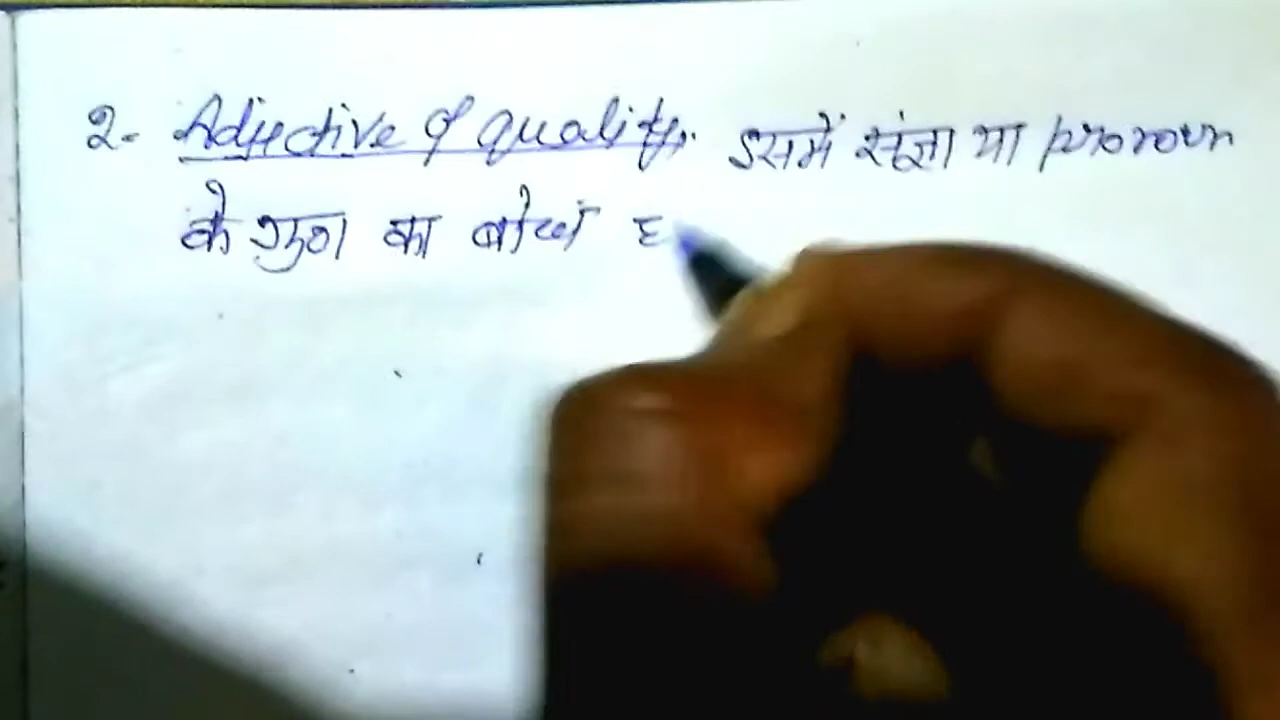 2- Adjective of quality. इसमें संज्ञा या pronoun
के गुण का बोध